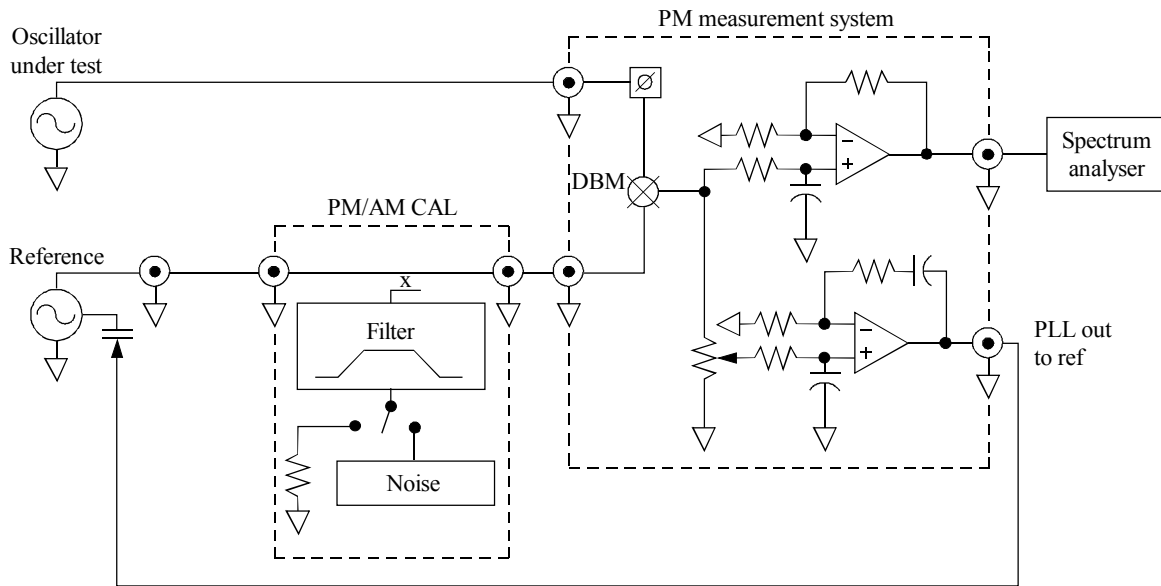 PM measurement system
Oscillator
under test
Ø
Spectrum
analyser
DBM
PM/AM CAL
Reference
x
Filter
PLL out
to ref
Noise